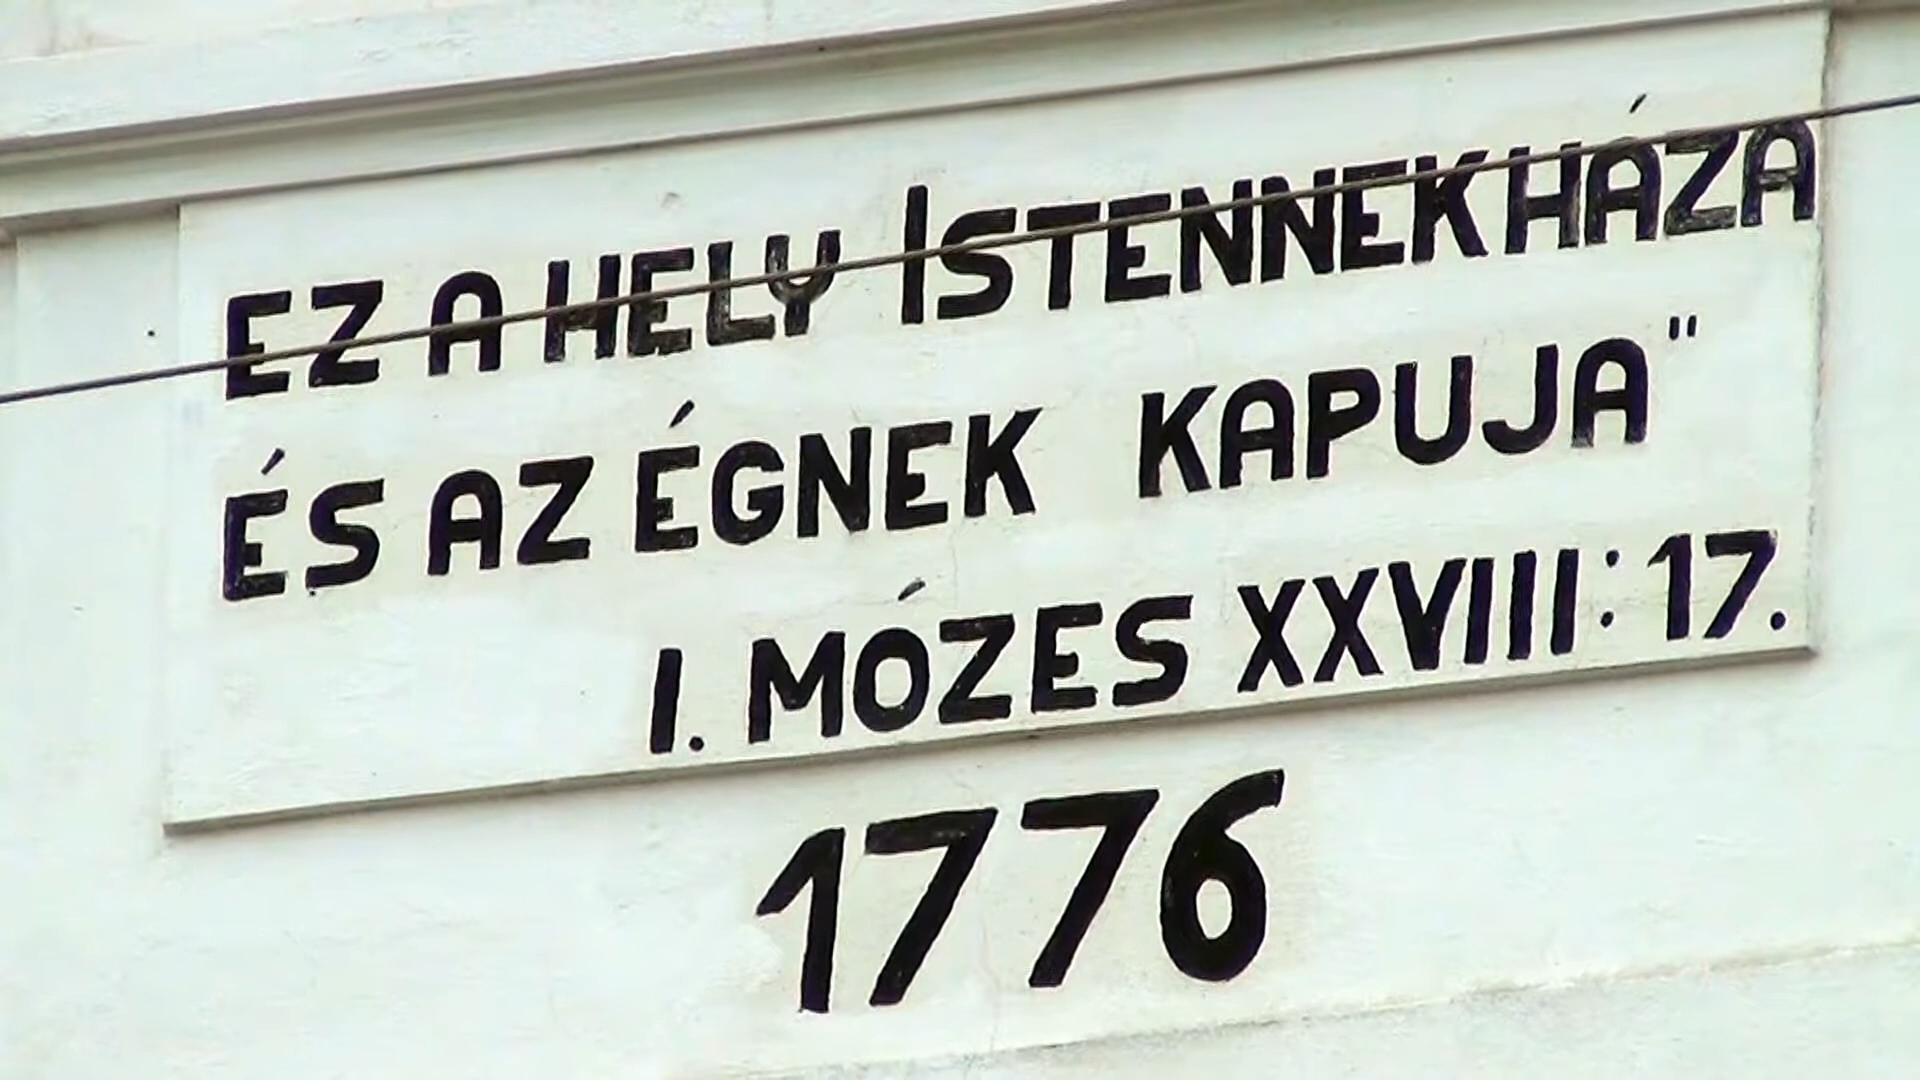 EZ A HELY ISTENNEK HÁZA
ÉS AZ ÉGNEK KAPUJA"
I. MÓZES XXVIII:17.
1776